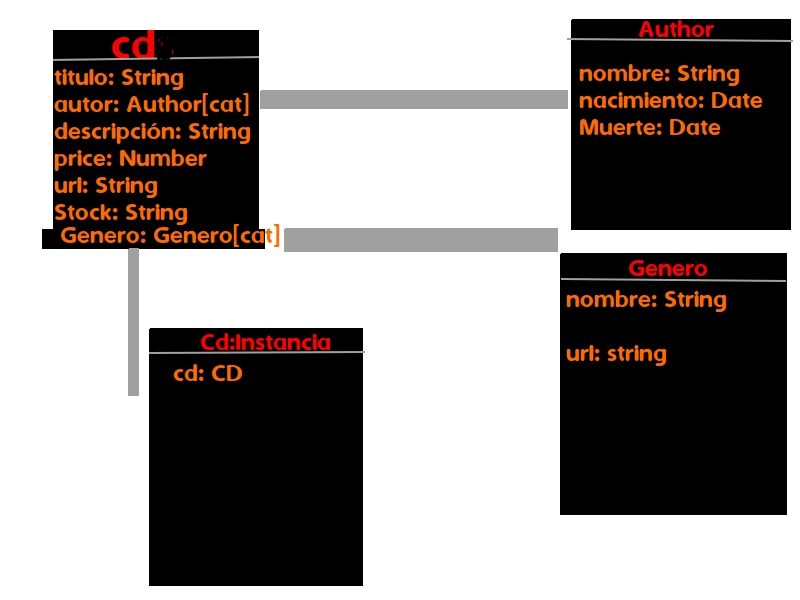 cd
titulo: String
autor: Author[cat]
descripción: String
price: Number
url: String
Stock: String
Genero: Genero[cat]
Author
nombre: String
nacimiento: Date
Muerte: Date
Genero
nombre: String
url: string
Cd:Instancia
cd: CD